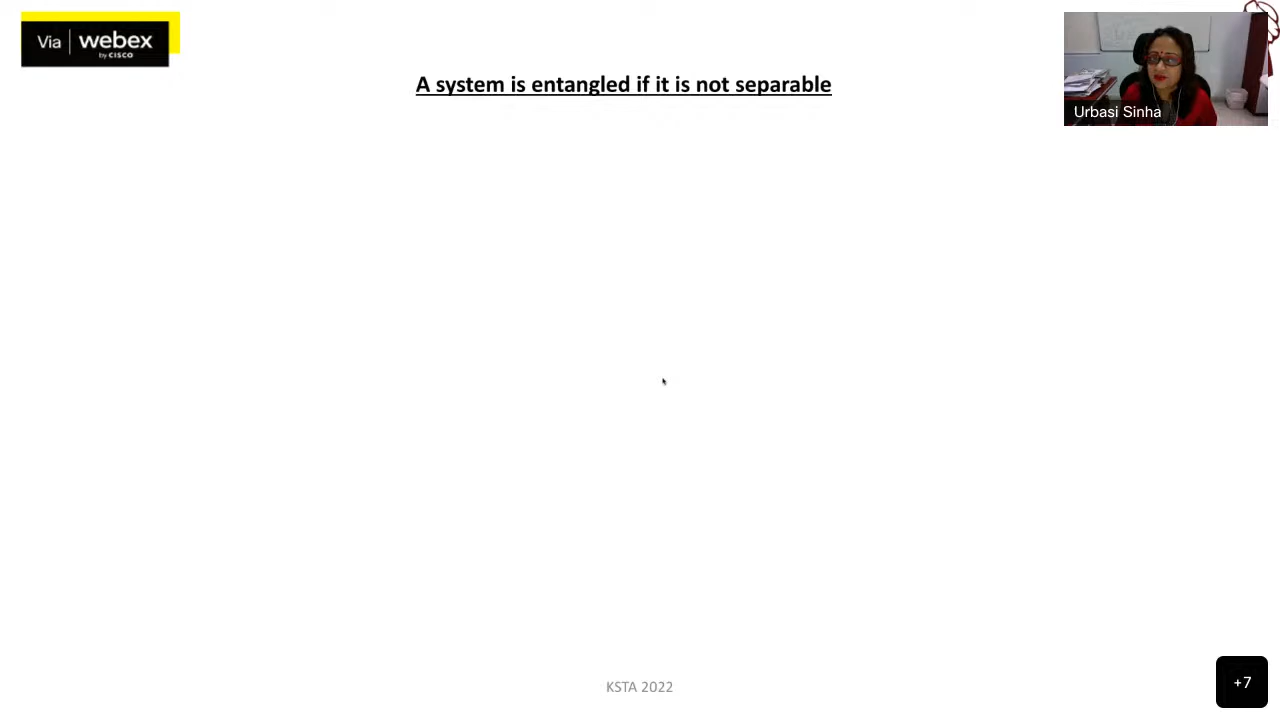 Via | webex
by CISCO
A system is entangled if it is not separable
Urbasi Sinha
KSTA 2022
+7